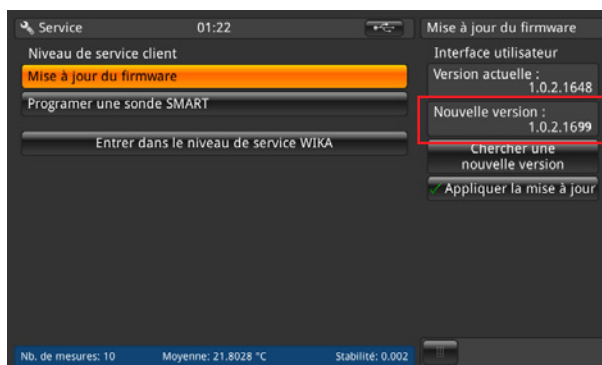 Service 01:22
Niveau de service client
Mise à jour du firmware
Programer une sonde SMART
Entrer dans le niveau de service WIKA
Nb. de mesures: 10 Moyenne: 21.8028 °C Stabilité: 0.002
Mise à jour du firmware
Interface utilisateur
Version actuelle :
1.0.2.1648
Nouvelle version :
1.0.2.1699
Chercher une
nouvelle version
Appliquer la mise à jour